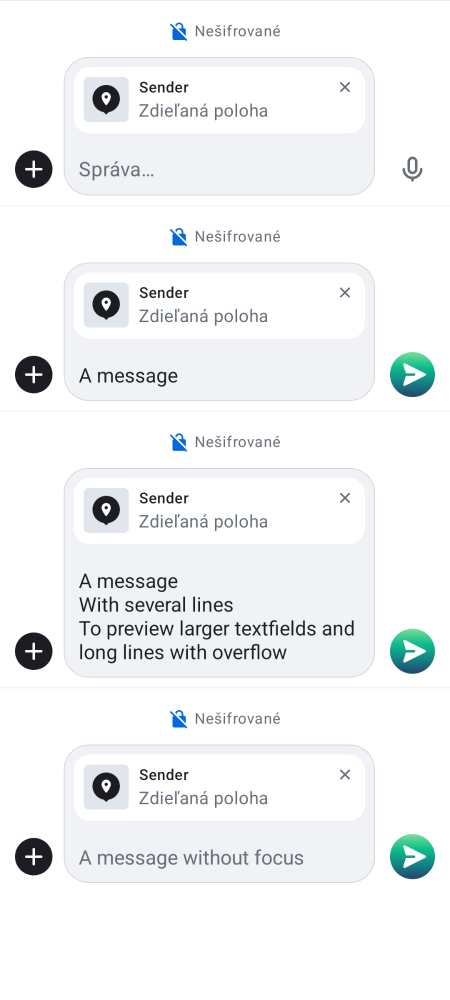 Nešifrované
Sender
Zdieľaná poloha
Správa…
Nešifrované
Sender
Zdieľaná poloha
A message
Nešifrované
Sender
Zdieľaná poloha
A message
With several lines
To preview larger textfields and
long lines with overflow
Nešifrované
Sender
Zdieľaná poloha
A message without focus